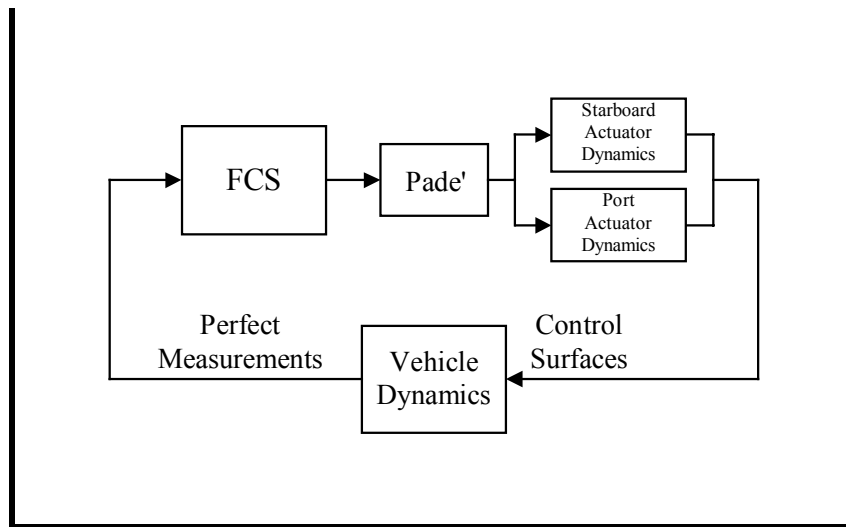 FCS
Pade'
Starboard
Actuator
Dynamics
Port
Actuator
Dynamics
Perfect
Measurements
Vehicle
Dynamics
Control
Surfaces